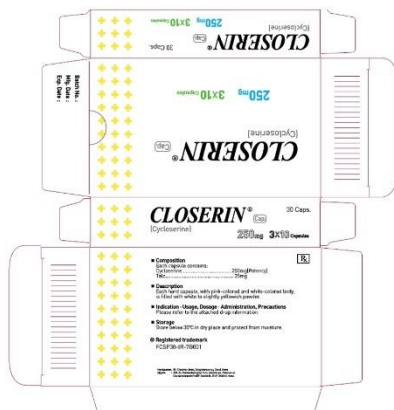 30 Caps.
CLOSERIN® Cap.
[Cycloserine]
250mg 3X10 Capsules
Batch No. :
Mfg. Date :
Exp. Date :
CLOSERIN® Cap.
[Cycloserine]
250mg 3X10 Capsules
CLOSERIN® Cap.
30 Caps.
[Cycloserine]
250mg 3X10 Capsules
Rx
■ Composition
Each capsule contains:
Cycloserine 250mg(Potency)
Talc 25mg
■ Description
Each hard capsule, with pink-colored and white-colored body,
is filled with white to slightly yellowish powder.
■ Indication · Usage, Dosage · Administration, Precautions
Please refer to the attached drug information
■ Storage
Store below 30℃ in dry place and protect from moisture.
® Registered trademark